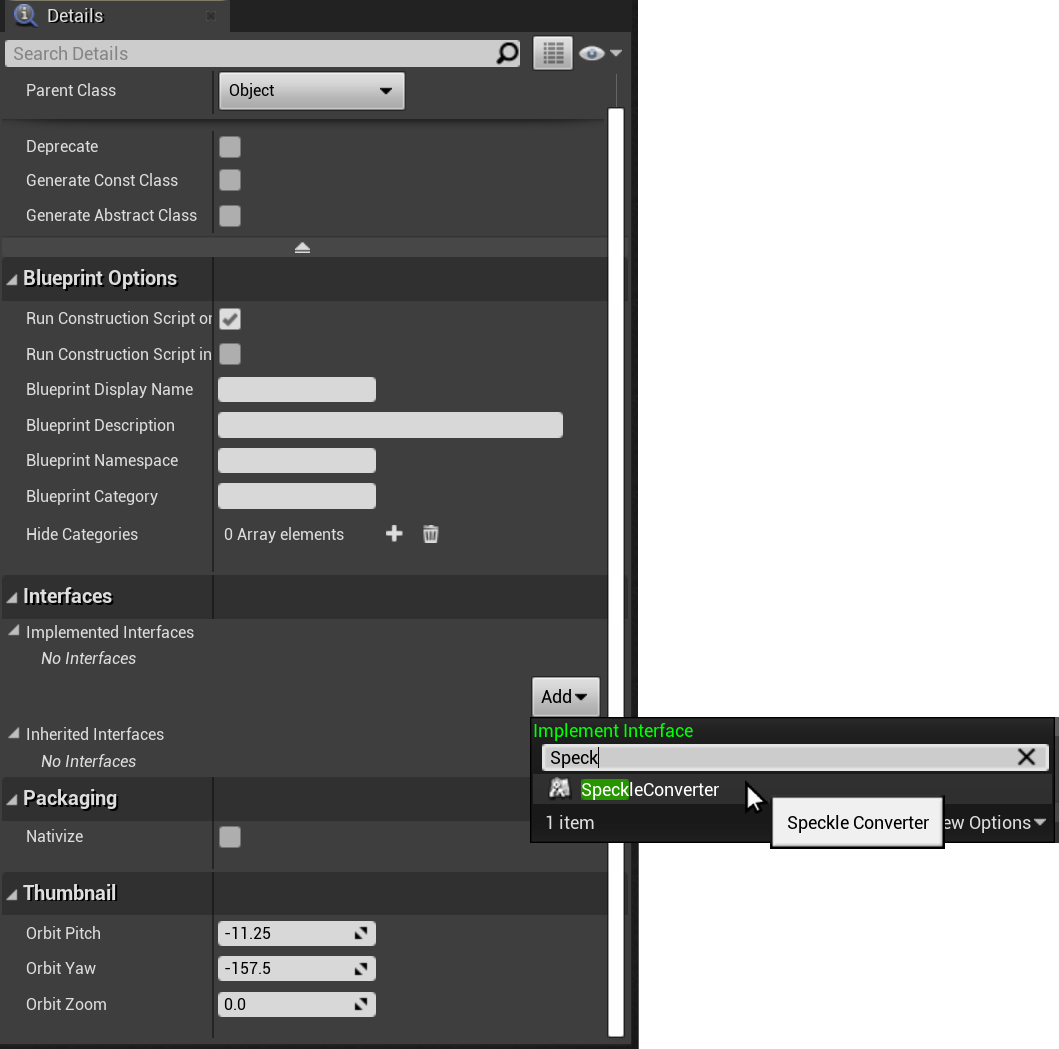 Details
Search Details
Parent Class Object
Deprecate
Generate Const Class
Generate Abstract Class
Blueprint Options
Run Construction Script or
Run Construction Script in
Blueprint Display Name
Blueprint Description
Blueprint Namespace
Blueprint Category
Hide Categories 0 Array elements
Interfaces
Implemented Interfaces
No Interfaces
Add
Implement Interface
Inherited Interfaces
Speck
No Interfaces
SpeckleConverter
Packaging
1 item ew Options
Speckle Converter
Nativize
Thumbnail
Orbit Pitch -11.25
Orbit Yaw -157.5
Orbit Zoom 0.0